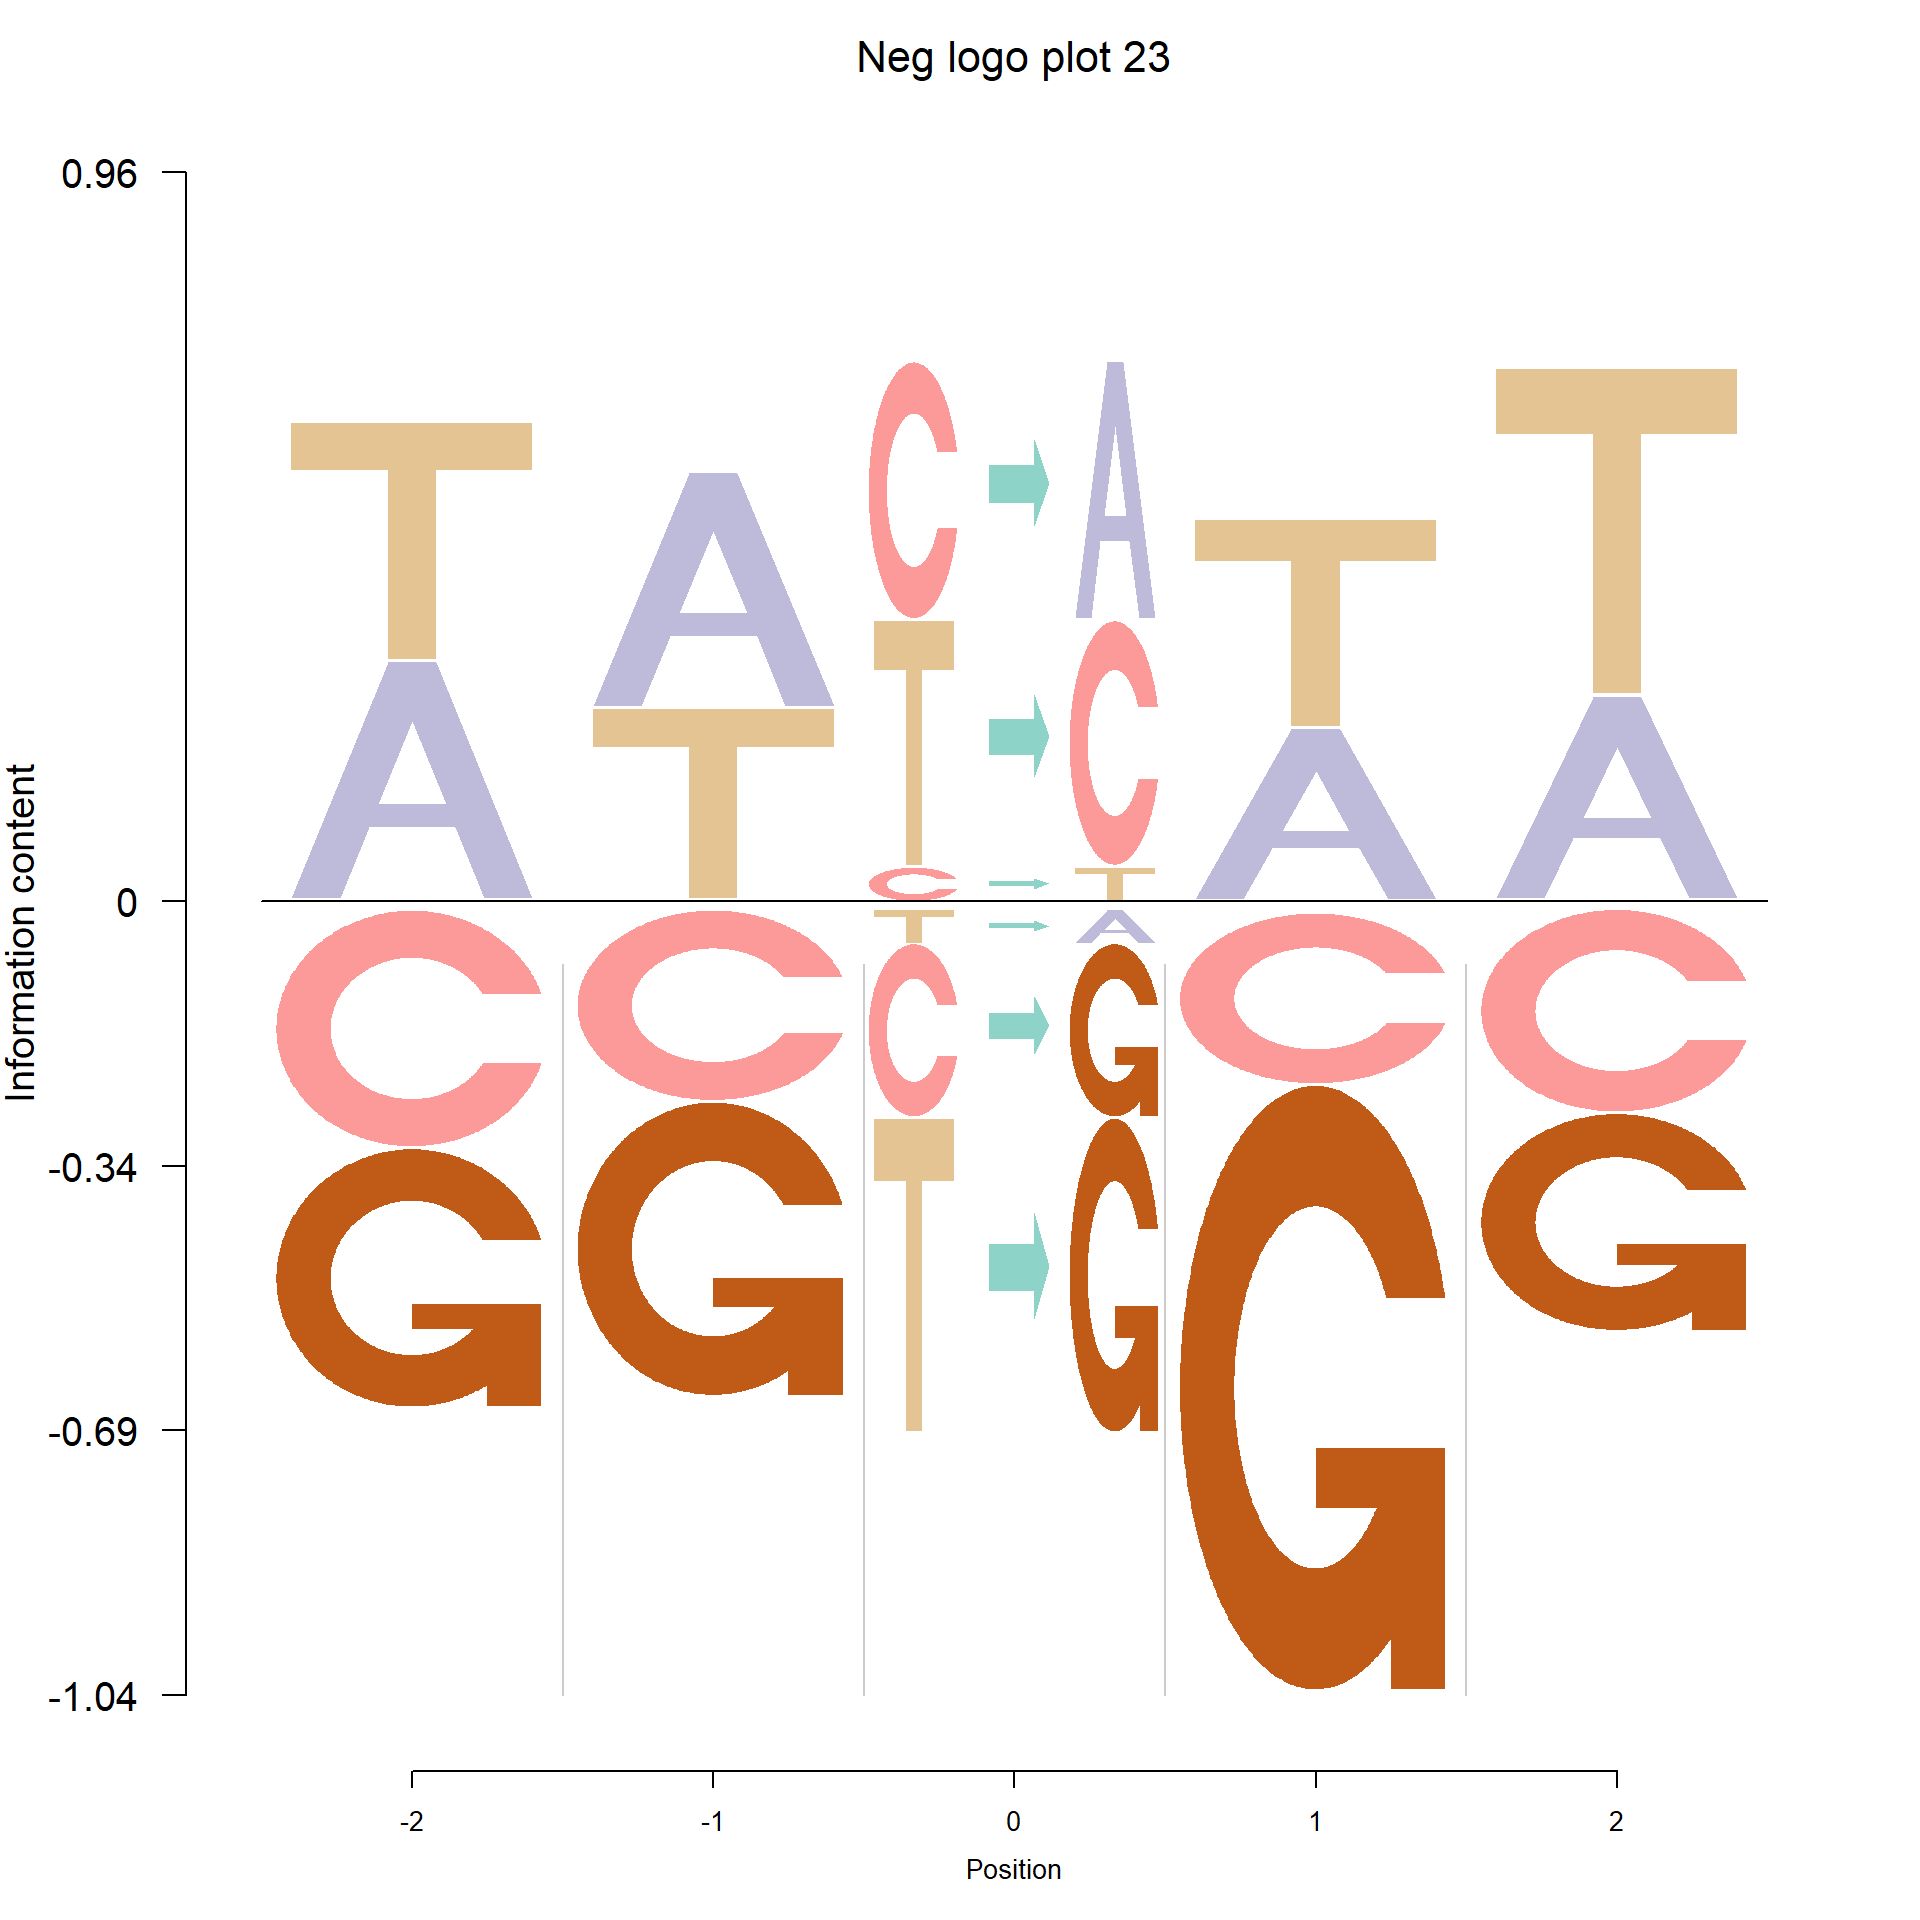 Neg logo plot 23
0.96
0
-0.34
-0.69
-1.04
Information content
T A C A T T
A T T C A A
C T
T A
C C C G C C
G G T G G G
-2 -1 0 1 2
Position